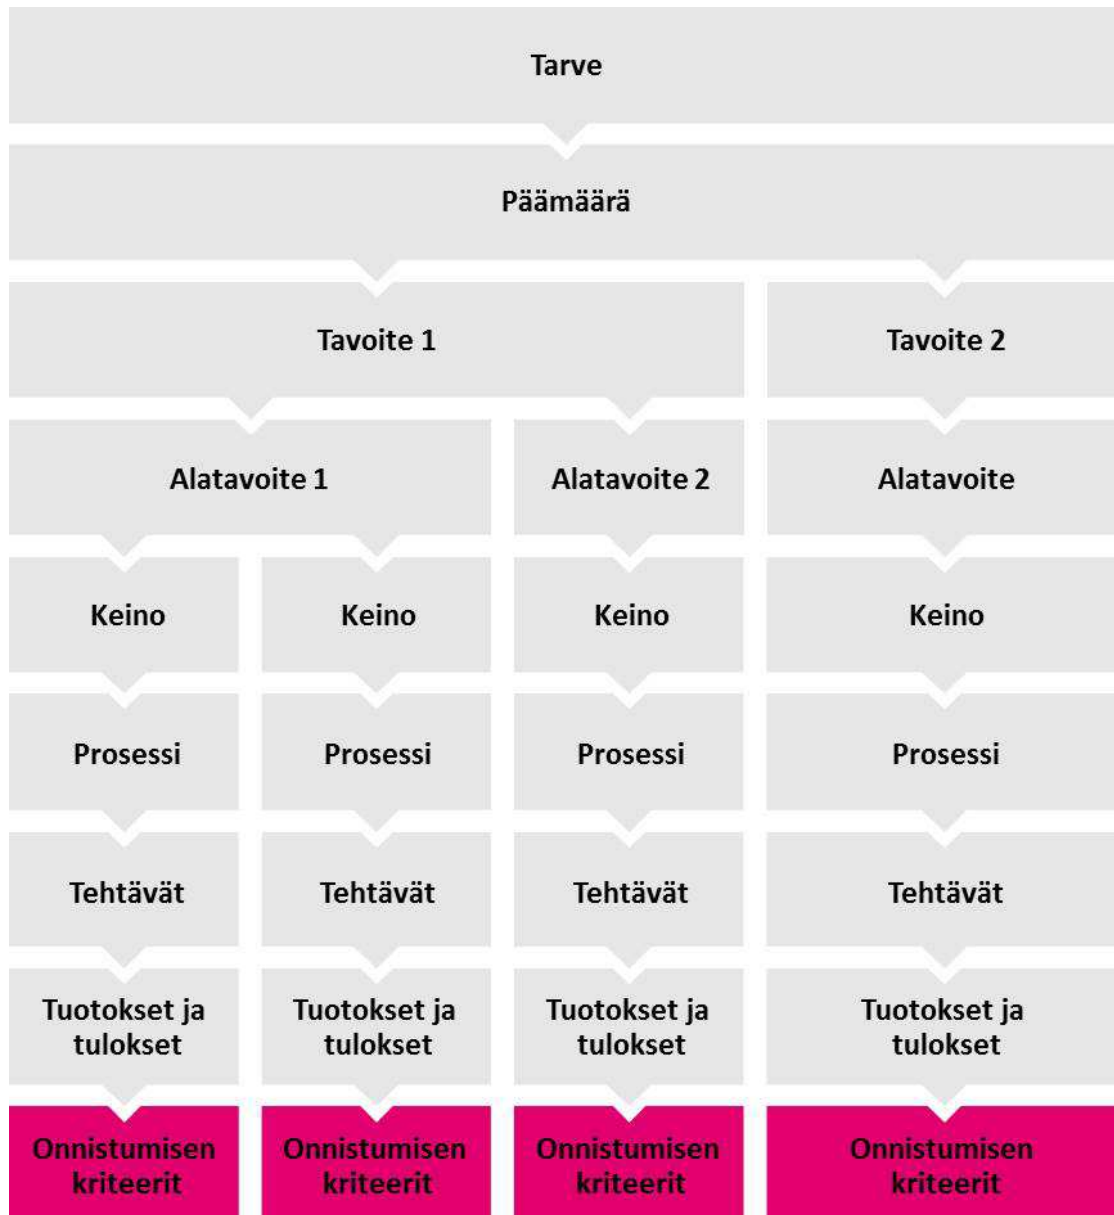 Tarve
Päämäärä
Tavoite 1
Tavoite 2
Alatavoite 1
Alatavoite 2
Alatavoite
Keino
Keino
Keino
Keino
Prosessi
Prosessi
Prosessi
Prosessi
Tehtävät
Tehtävät
Tehtävät
Tehtävät
Tuotokset ja
tulokset
Tuotokset ja
tulokset
Tuotokset ja
tulokset
Tuotokset ja
tulokset
Onnistumisen
kriteerit
Onnistumisen
kriteerit
Onnistumisen
kriteerit
Onnistumisen
kriteerit